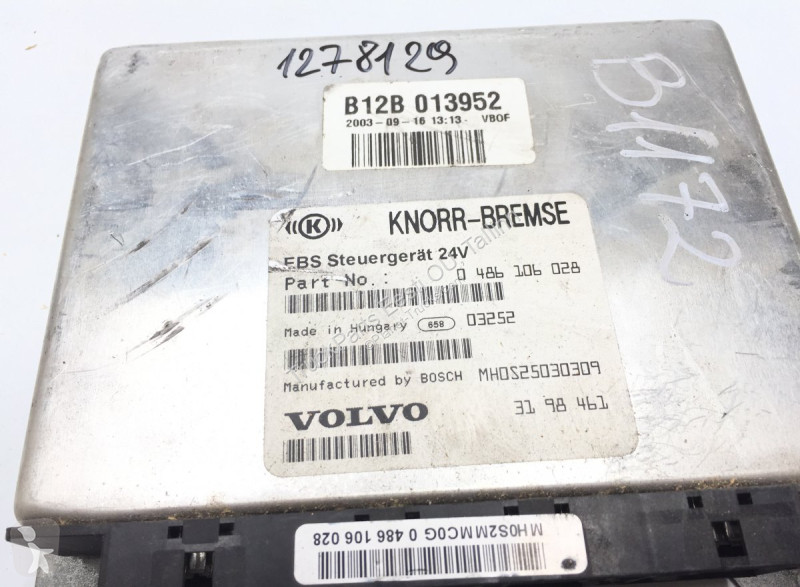 1278129
B1172
B12B 013952
2003-09-16 13:13 VBOF
((K)) KNORR-BREMSE
EBS Steuergerät 24V
Part No.: 0 486 106 028
Made in Hungary 658 03252
Manufactured by BOSCH MH0S25030309
VOLVO 31 98 461
MH0S2MMC0G 0 486 106 028